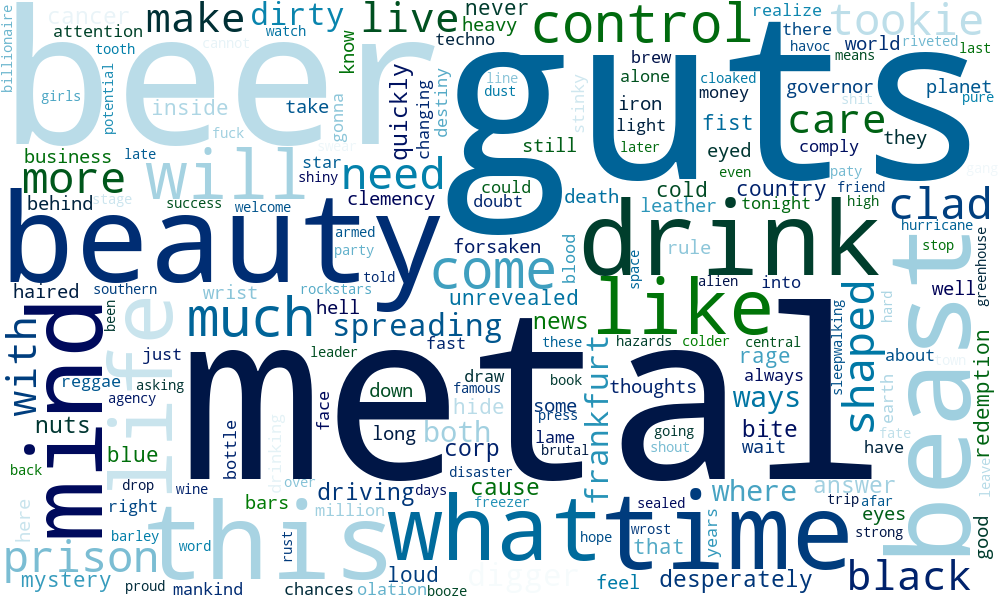 billionaire
cancer
attention
tooth
make
dirty
watch
cannot
live
never
heavy
techno
control
realize
there
havoc
tookie
world
riveted
means
last
beer
guts
girls
potential
inside
take
fuck
gonna
know
quickly
changing
destiny
line
dust
stinky
brew
alone
iron
light
cloaked
money
fist
governor
planet
pure
shit
care
comply
they
business
late
will
swear
still
later
eyed
even
paty
gang
more
star
shiny
need
could
doubt
death
cold
country
friend
high
behind
stage
success
welcome
clemency
leather
tonight
clad
hurricane
beauty
armed
party
forsaken
drink
rule
stop
greenhouse
haired
southern
told
come
blood
space
alien
into
beast
well
wrist
rockstars
unrevealed
been
life
much
hell
spreading
news
like
shaped
hard
mind
with
just
leader
fast
these
hazards
colder
central
sleepwalking
about
town
redemption
metal
reggae
asking
agency
down
famous
draw
book
thoughts
rage
always
earth
nuts
face
long
hide
some
press
frankfurt
ways
fate
blue
bottle
drinking
both
corp
lame
brutal
going
shout
bite
wait
have
back
drop
wine
over
disaster
cause
freezer
where
answer
leave
here
right
bars
driving
days
million
sealed
trip
afar
eyes
good
barley
this
word
rust
what
hope
time
wrost
that
years
strong
prison
mystery
proud
mankind
chances
loud
olation
booze
digger
feel
desperately
black